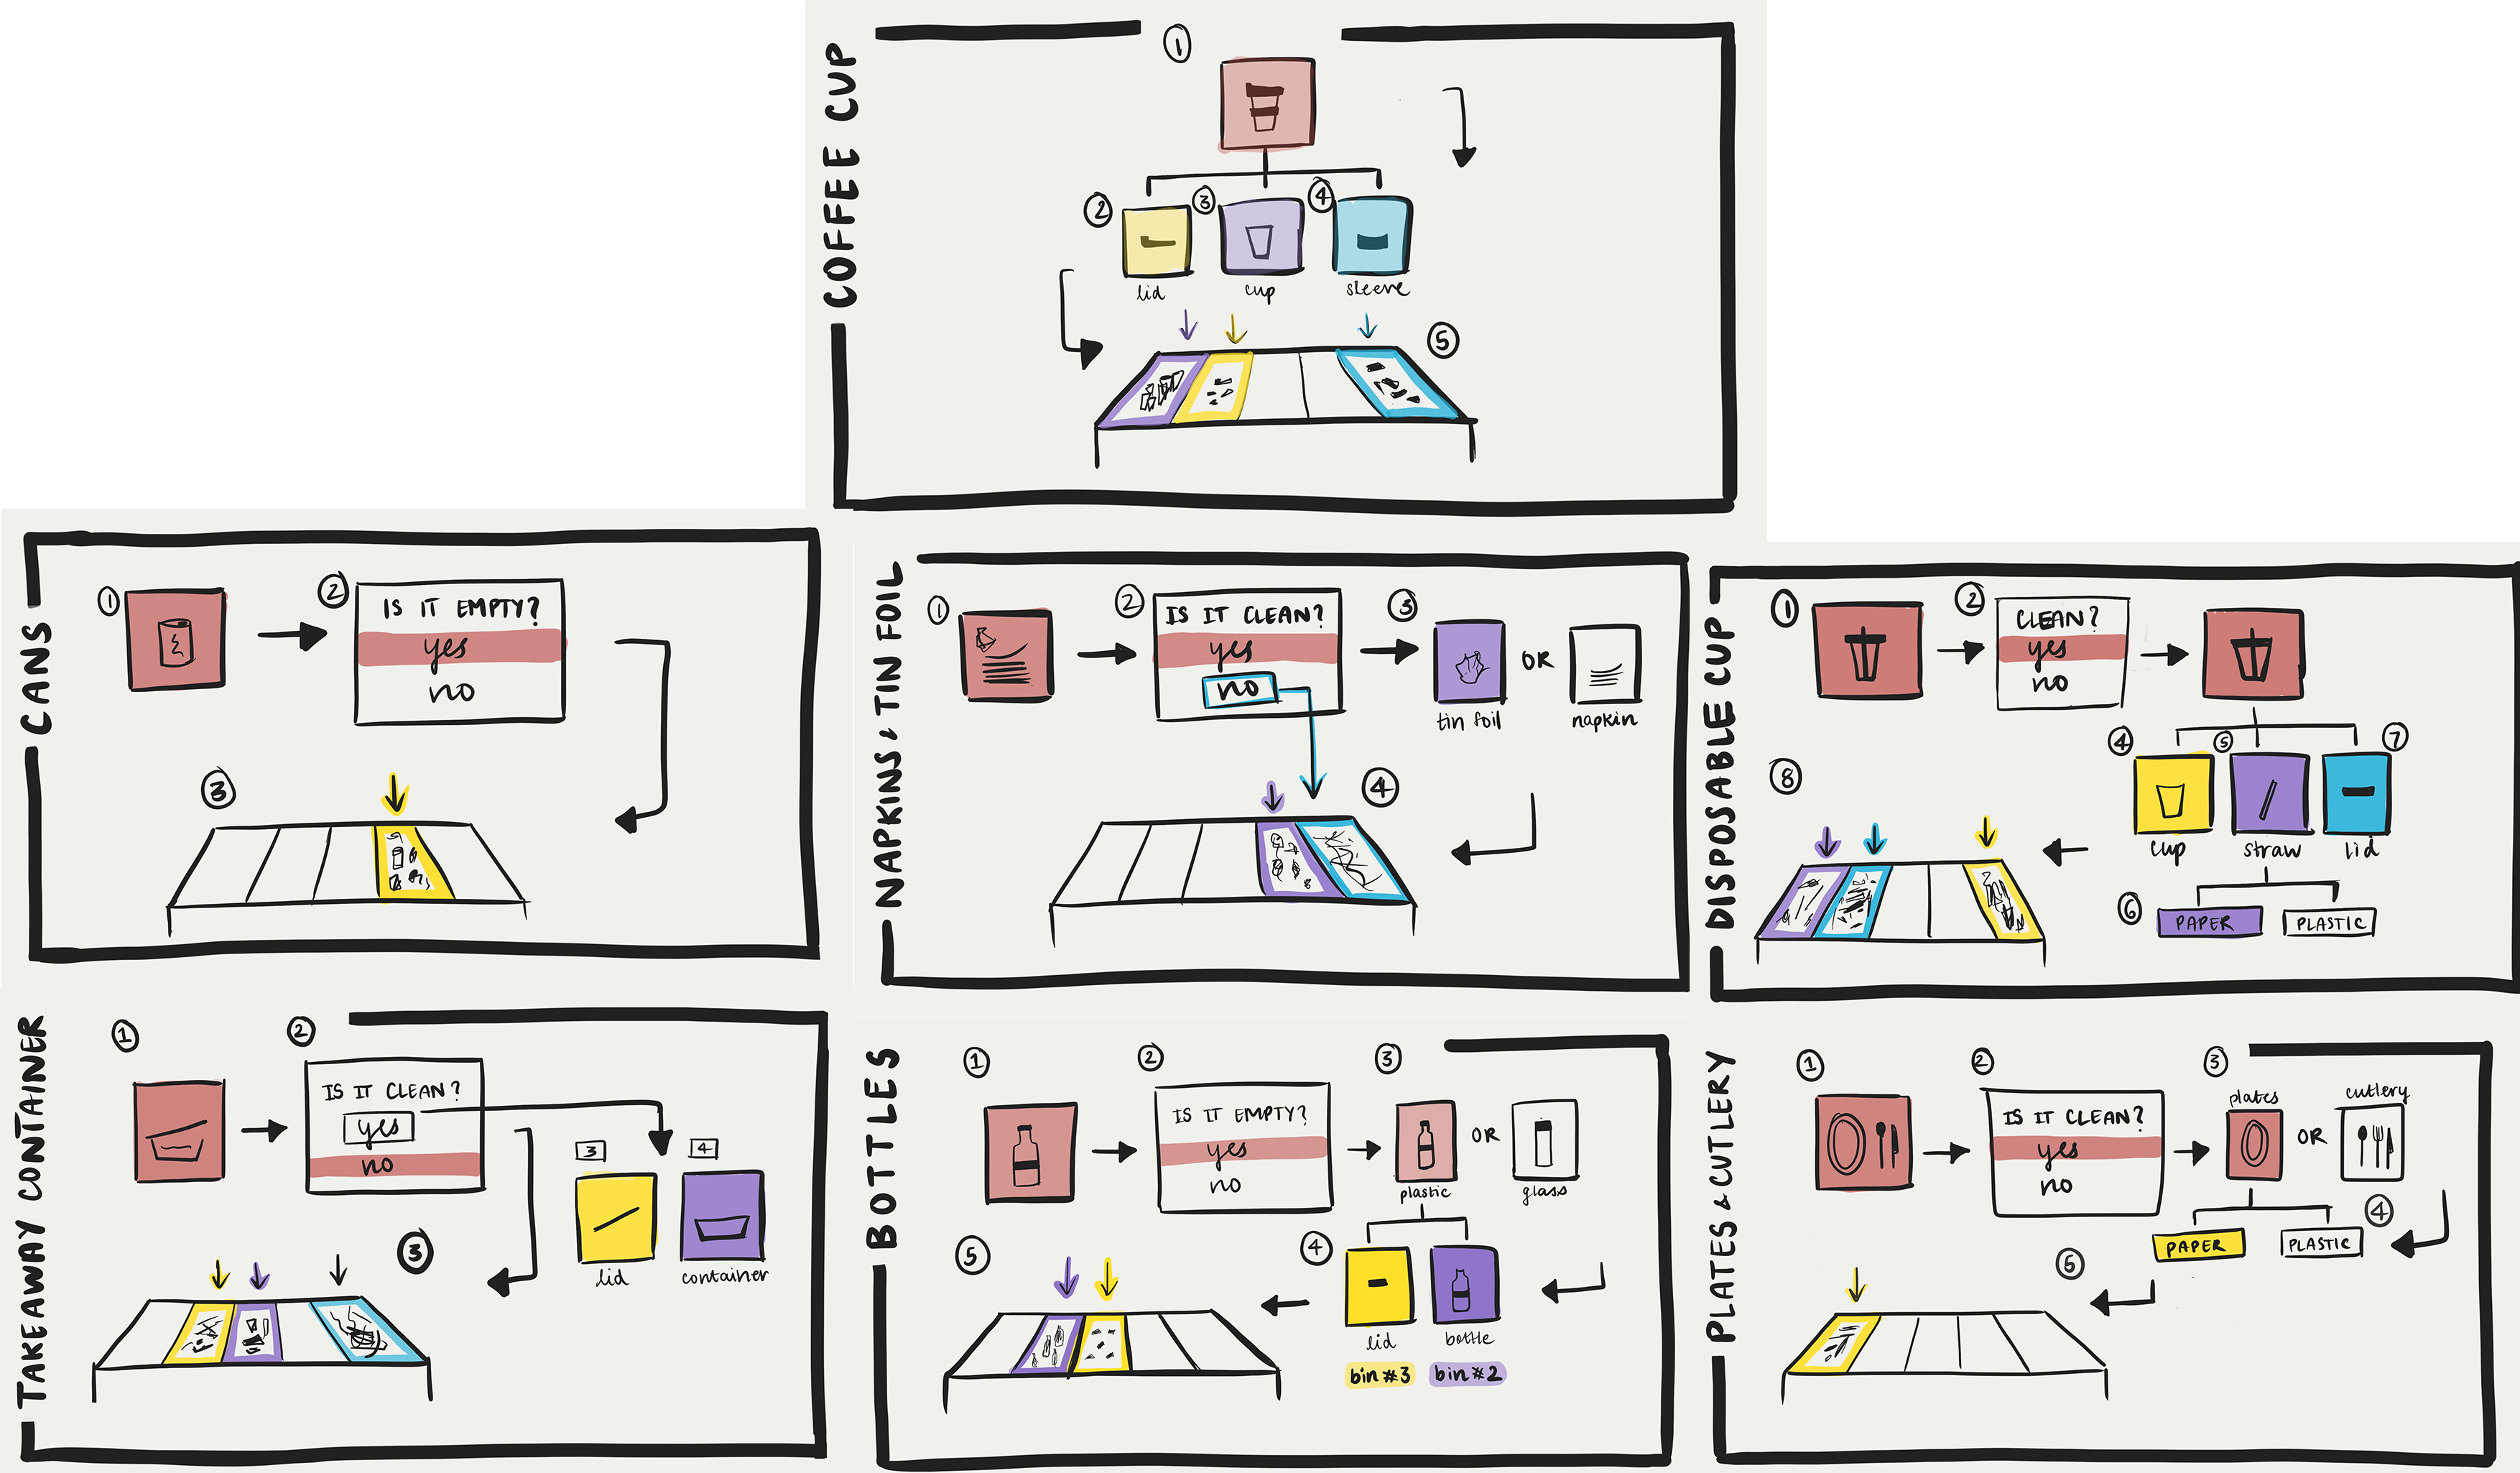 COFFEE CUP
1
2
3
4
lid
cup
sleeve
5
CANS
1
2
IS IT EMPTY?
yes
no
3
NAPKINS & TIN FOIL
1
2
IS IT CLEAN?
yes
no
3
OR
tin foil
napkin
4
DISPOSABLE CUP
1
2
CLEAN?
yes
no
4
5
7
cup
straw
lid
6
PAPER
PLASTIC
8
TAKEAWAY CONTAINER
1
2
IS IT CLEAN?
yes
no
3
4
lid
container
3
BOTTLES
1
2
IS IT EMPTY?
yes
no
3
OR
plastic
glass
4
lid
bottle
bin #3
bin #2
5
PLATES & CUTLERY
1
2
IS IT CLEAN?
yes
no
3
plates
OR
cutlery
4
PAPER
PLASTIC
5